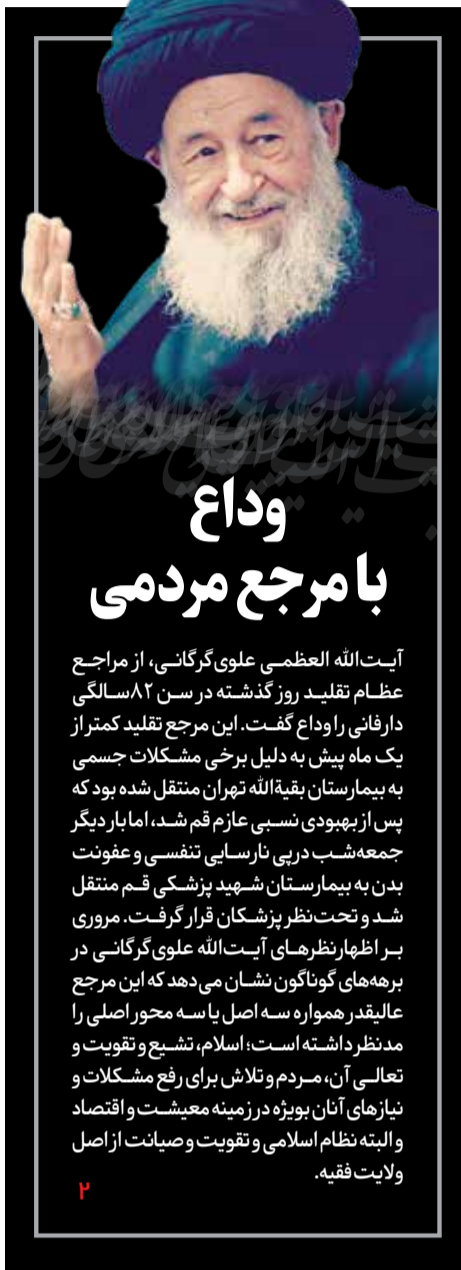 وداع
با مرجع مردمی
آیت‌الله العظمی علوی‌گرگانی، از مراجع
عظام تقلید روز گذشته در سن ۸۲سالگی
دارفانی را وداع گفت. این مرجع تقلید کمتر از
یک ماه پیش به دلیل برخی مشکلات جسمی
به بیمارستان بقیةالله تهران منتقل شده بود که
پس از بهبودی نسبی عازم قم شد، اما بار دیگر
جمعه‌شب درپی نارسایی تنفسی و عفونت
بدن به بیمارستان شهید پزشکی قم منتقل
شد و تحت‌نظر پزشکان قرار گرفت. مروری
بر اظهارنظرهای آیت‌الله علوی‌گرگانی در
برهه‌های گوناگون نشان می‌دهد که این مرجع
عالیقدر همواره سه اصل یا سه محور اصلی را
مدنظر داشته است؛ اسلام، تشیع و تقویت و
تعالی آن، مردم و تلاش برای رفع مشکلات و
نیازهای آنان بویژه در زمینه معیشت و اقتصاد
و البته نظام اسلامی و تقویت و صیانت از اصل
ولایت فقیه.
۲